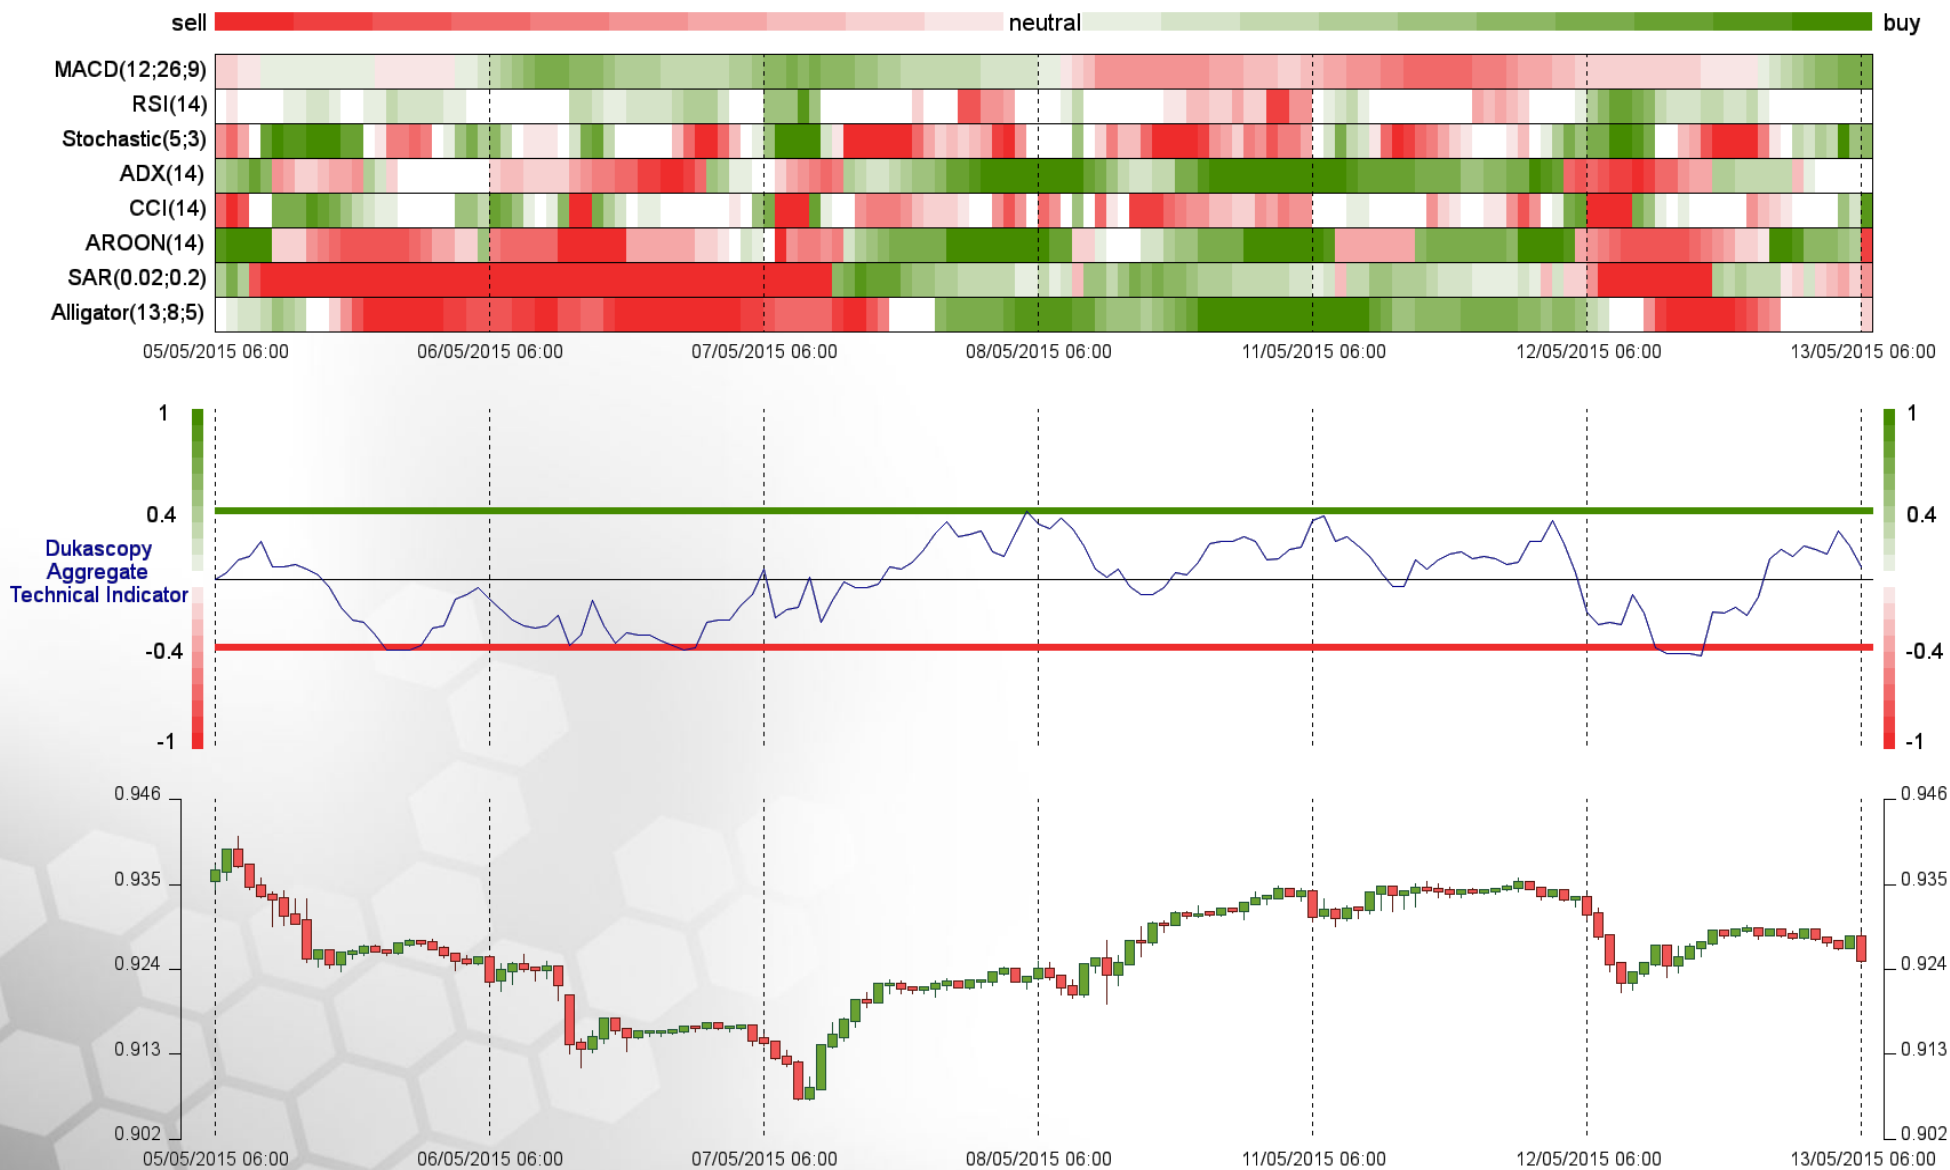 sell neutral buy
MACD(12;26;9)
RSI(14)
Stochastic(5;3)
ADX(14)
CCI(14)
AROON(14)
SAR(0.02;0.2)
Alligator(13;8;5)
05/05/2015 06:00 06/05/2015 06:00 07/05/2015 06:00 08/05/2015 06:00 11/05/2015 06:00 12/05/2015 06:00 13/05/2015 06:00
1 1
0.4 0.4
Dukascopy
Aggregate
Technical Indicator
-0.4 -0.4
-1 -1
0.946 0.946
0.935 0.935
0.924 0.924
0.913 0.913
0.902 0.902
05/05/2015 06:00 06/05/2015 06:00 07/05/2015 06:00 08/05/2015 06:00 11/05/2015 06:00 12/05/2015 06:00 13/05/2015 06:00